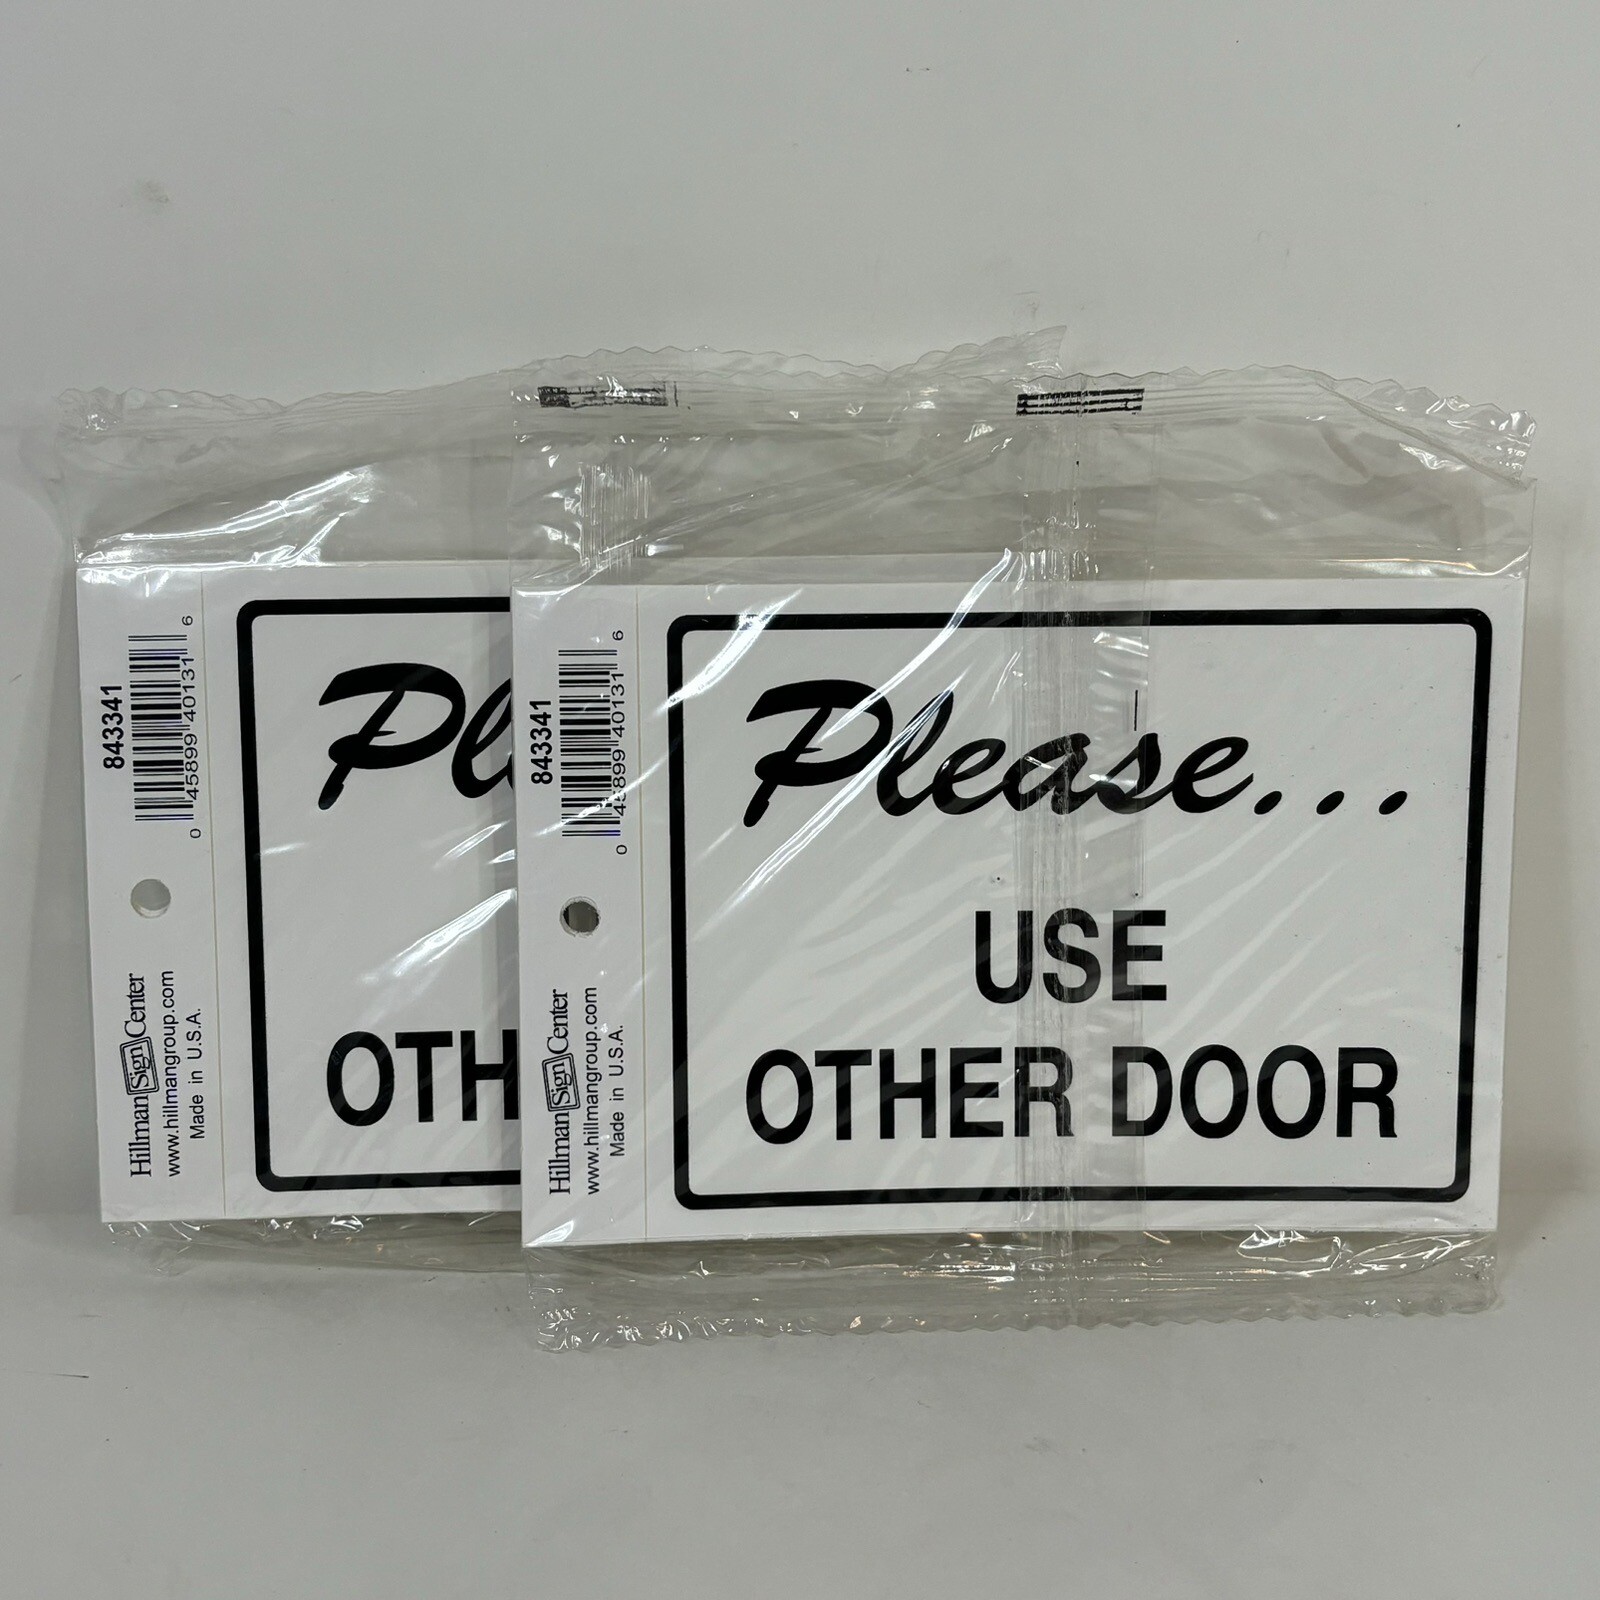 843341
0 45899 40131 6
Hillman Sign Center
www.hillmangroup.com
Made in U.S.A.
Pl
OTH
843341
0 45899 40131 6
Hillman Sign Center
www.hillmangroup.com
Made in U.S.A.
Please...
USE
OTHER DOOR